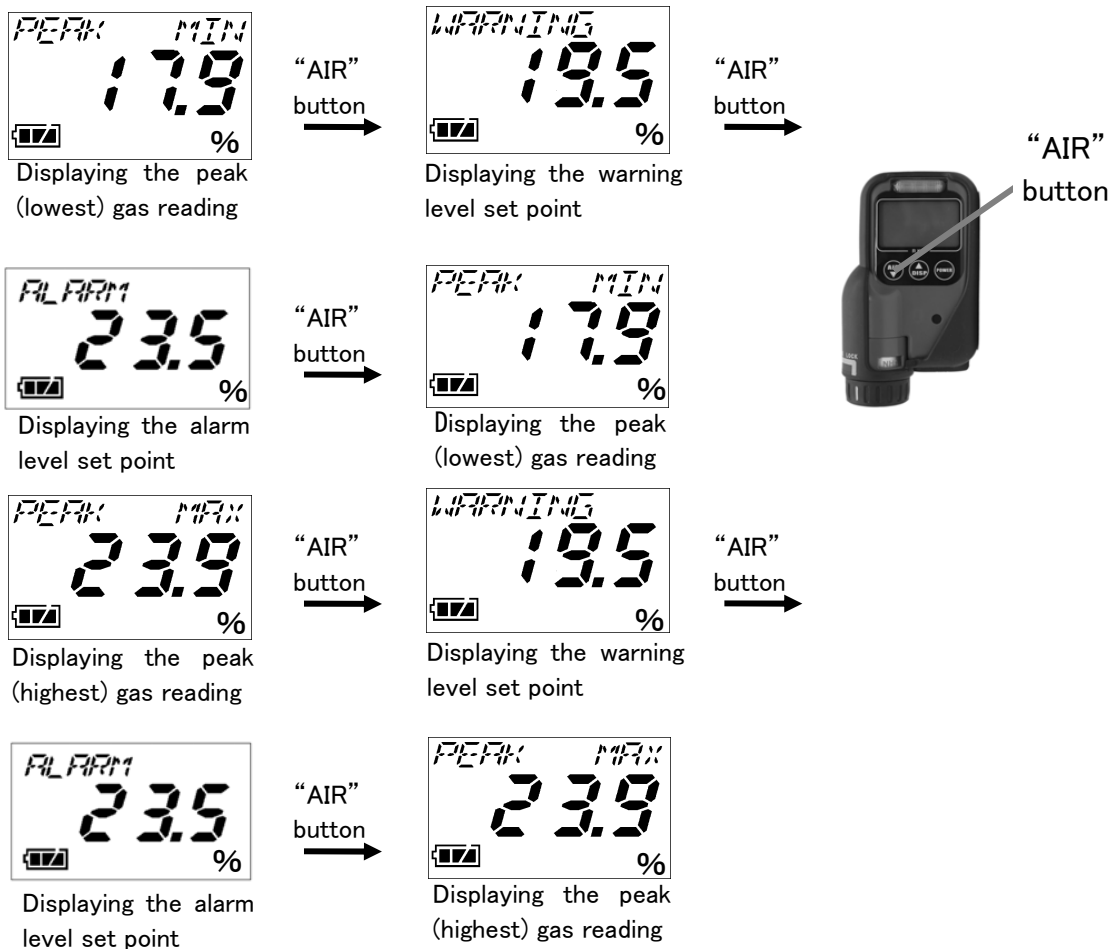 PEAK MIN
17.9
%
Displaying the peak
(lowest) gas reading
“AIR”
button
WARNING
19.5
%
Displaying the warning
level set point
“AIR”
button
“AIR”
button
AIR
DISP
POWER
LOCK
ALARM
23.5
%
Displaying the alarm
level set point
“AIR”
button
PEAK MIN
17.9
%
Displaying the peak
(lowest) gas reading
PEAK MAX
23.9
%
Displaying the peak
(highest) gas reading
“AIR”
button
WARNING
19.5
%
Displaying the warning
level set point
“AIR”
button
ALARM
23.5
%
Displaying the alarm
level set point
“AIR”
button
PEAK MAX
23.9
%
Displaying the peak
(highest) gas reading